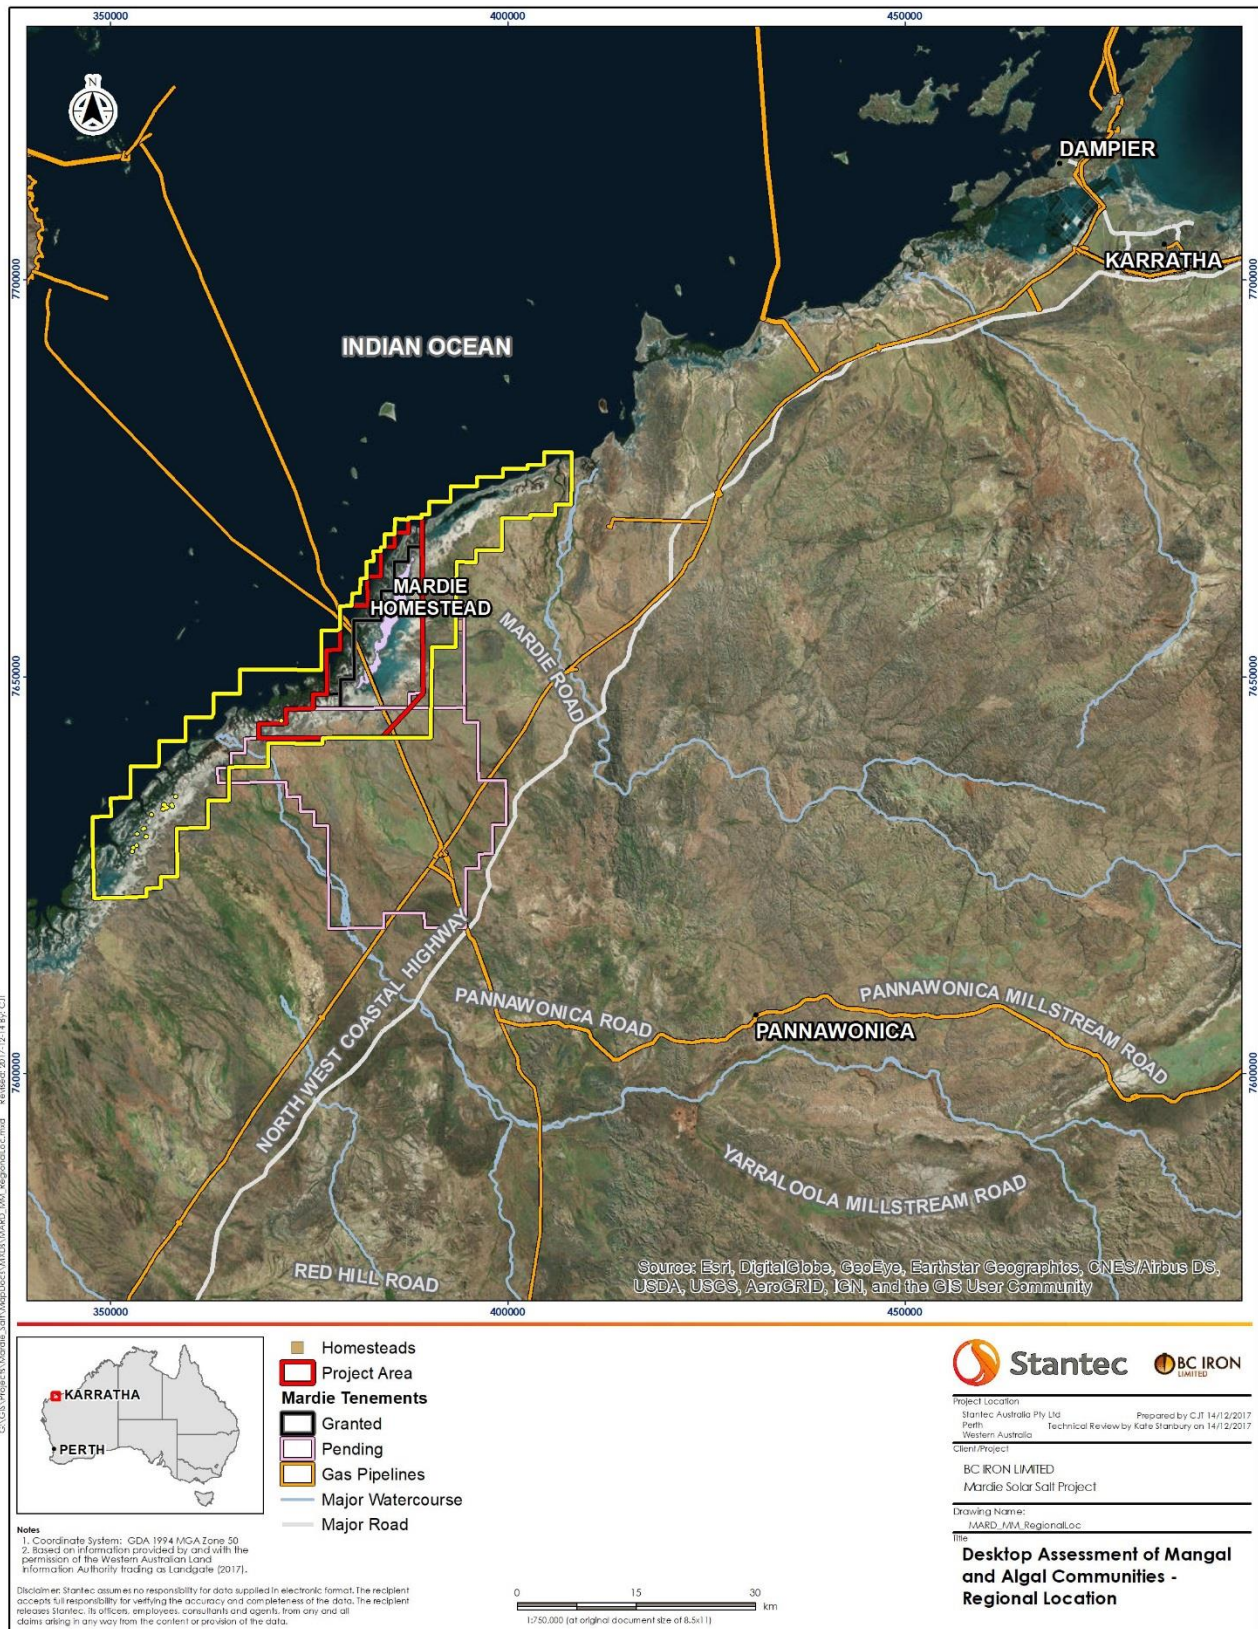 350000
400000
450000
N
DAMPIER
KARRATHA
7700000
7700000
INDIAN OCEAN
MARDIE
HOMESTEAD
MARDIE ROAD
7650000
7650000
NORTH WEST COASTAL HIGHWAY
PANNAWONICA ROAD
PANNAWONICA
PANNAWONICA MILLSTREAM ROAD
7600000
7600000
YARRALOOLA MILLSTREAM ROAD
RED HILL ROAD
Source: Esri, DigitalGlobe, GeoEye, Earthstar Geographics, CNES/Airbus DS,
USDA, USGS, AeroGRID, IGN, and the GIS User Community
350000
400000
450000
KARRATHA
PERTH
Homesteads
Project Area
Mardie Tenements
Granted
Pending
Gas Pipelines
Major Watercourse
Major Road
Notes
1. Coordinate System: GDA 1994 MGA Zone 50
2. Based on information provided by and with the
permission of the Western Australian Land
Information Authority trading as Landgate (2017).
Disclaimer: Stantec assumes no responsibility for data supplied in electronic format. The recipient
accepts full responsibility for verifying the accuracy and completeness of the data. The recipient
releases Stantec, its officers, employees, consultants and agents, from any and all
claims arising in any way from the content or provision of the data.
0 15 30
km
1:750,000 (at original document size of 8.5x11)
Stantec
BC IRON
LIMITED
Project Location
Stantec Australia Pty Ltd
Perth
Western Australia
Prepared by CJT 14/12/2017
Technical Review by Kate Stanbury on 14/12/2017
Client/Project
BC IRON LIMITED
Mardie Solar Salt Project
Drawing Name:
MARD_MM_RegionalLoc
Title
Desktop Assessment of Mangal
and Algal Communities -
Regional Location